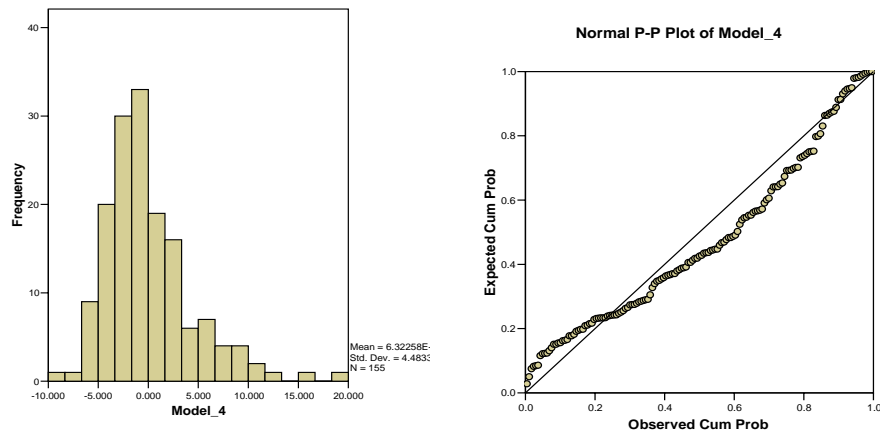 40
30
20
10
0
Frequency
-10.000 -5.000 0.000 5.000 10.000 15.000 20.000
Model_4
Mean = 6.32258E-
Std. Dev. = 4.483
N = 155
Normal P-P Plot of Model_4
1.0
0.8
0.6
0.4
0.2
0.0
Expected Cum Prob
0.0 0.2 0.4 0.6 0.8 1.0
Observed Cum Prob